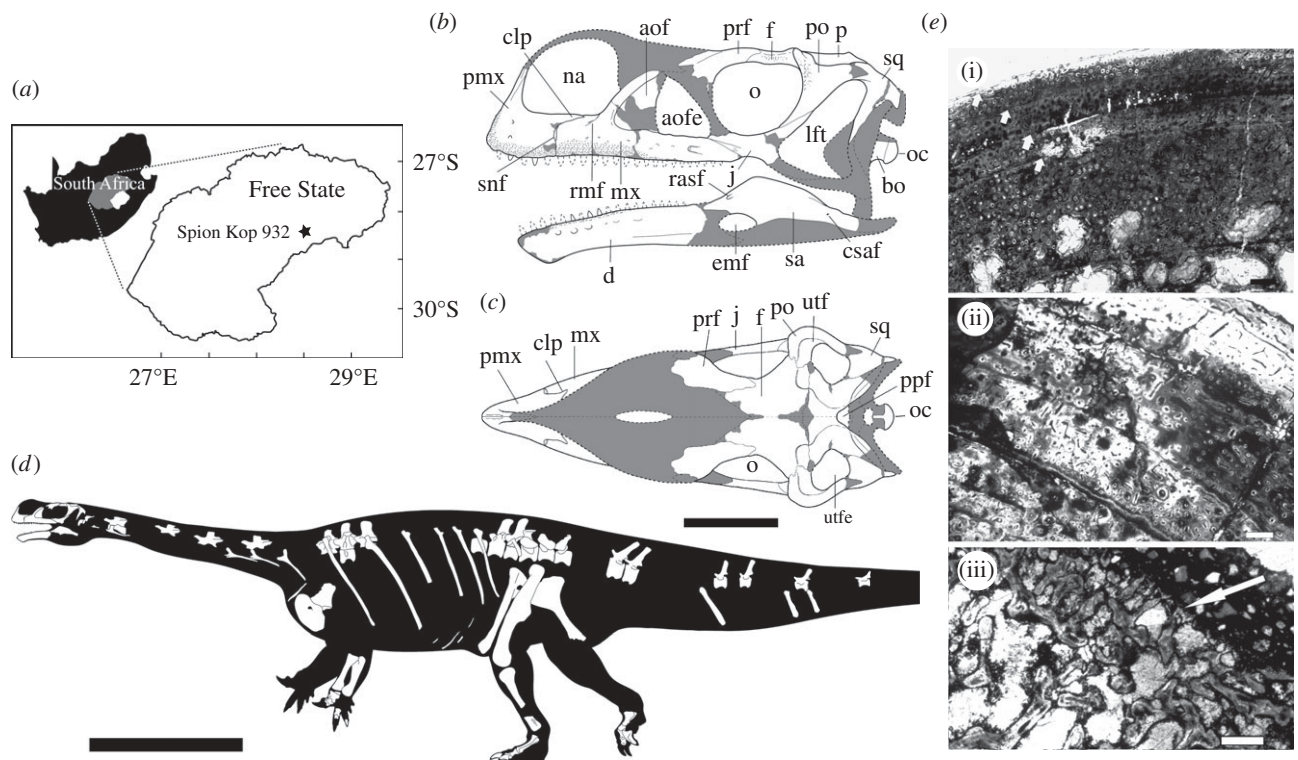 (a)
South Africa
Free State
Spion Kop 932
27°S
30°S
27°E
29°E
(b)
clp
aof
prf
f
po
p
sq
pmx
na
o
aofe
lft
oc
bo
snf
rmf
mx
rasf
j
d
emf
sa
csaf
(c)
pmx
clp
mx
prf
j
f
po
utf
sq
ppf
oc
o
utfe
(d)
(e)
(i)
(ii)
(iii)